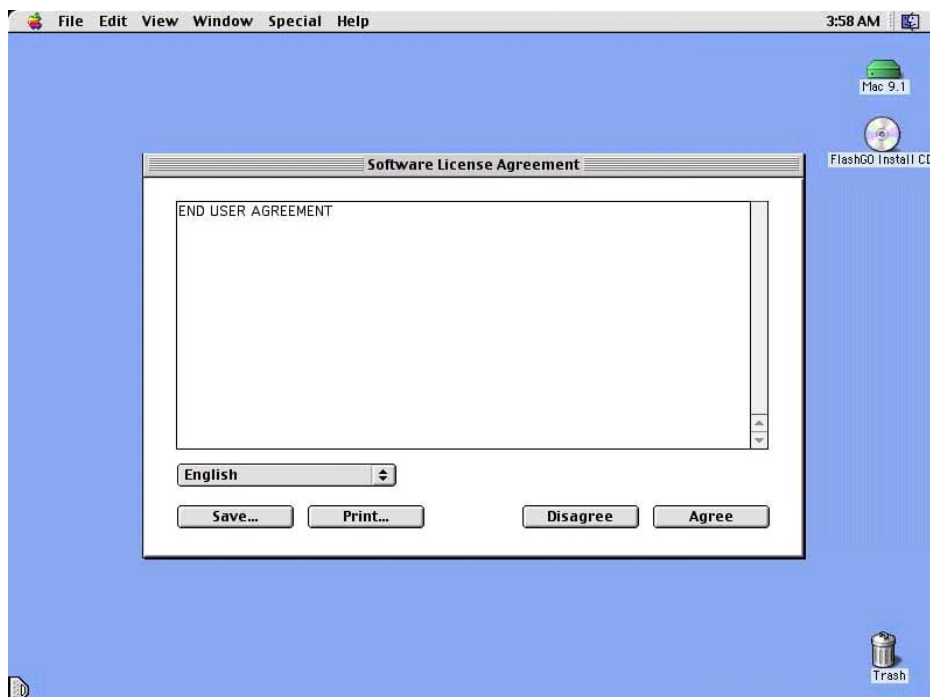 File Edit View Window Special Help 3:58 AM
Mac 9.1
FlashGO Install CD
Software License Agreement
END USER AGREEMENT
English
Save... Print... Disagree Agree
Trash